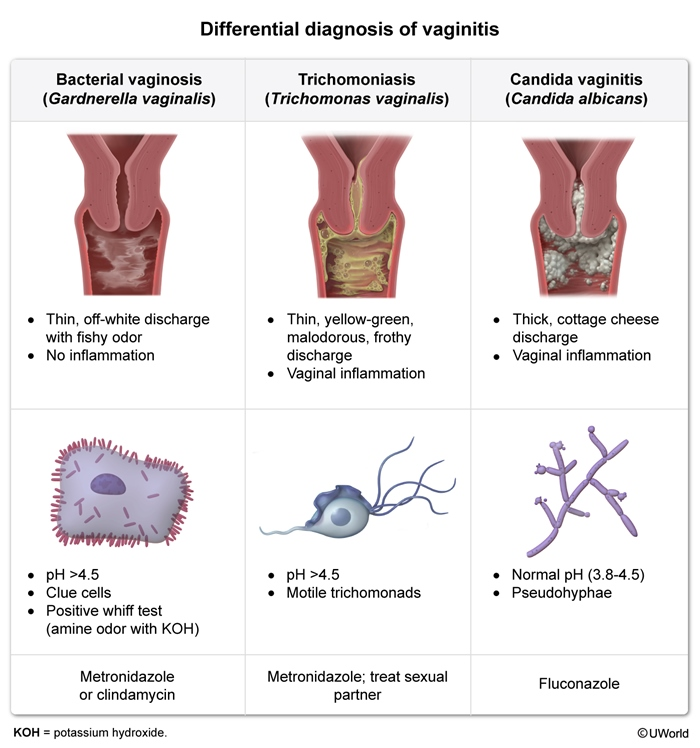 Differential diagnosis of vaginitis
Bacterial vaginosis
(Gardnerella vaginalis)
Trichomoniasis
(Trichomonas vaginalis)
Candida vaginitis
(Candida albicans)
• Thin, off-white discharge
with fishy odor
• No inflammation
• Thin, yellow-green,
malodorous, frothy
discharge
• Vaginal inflammation
• Thick, cottage cheese
discharge
• Vaginal inflammation
• pH >4.5
• Clue cells
• Positive whiff test
(amine odor with KOH)
• pH >4.5
• Motile trichomonads
• Normal pH (3.8-4.5)
• Pseudohyphae
Metronidazole
or clindamycin
Metronidazole; treat sexual
partner
Fluconazole
KOH = potassium hydroxide.
©UWorld